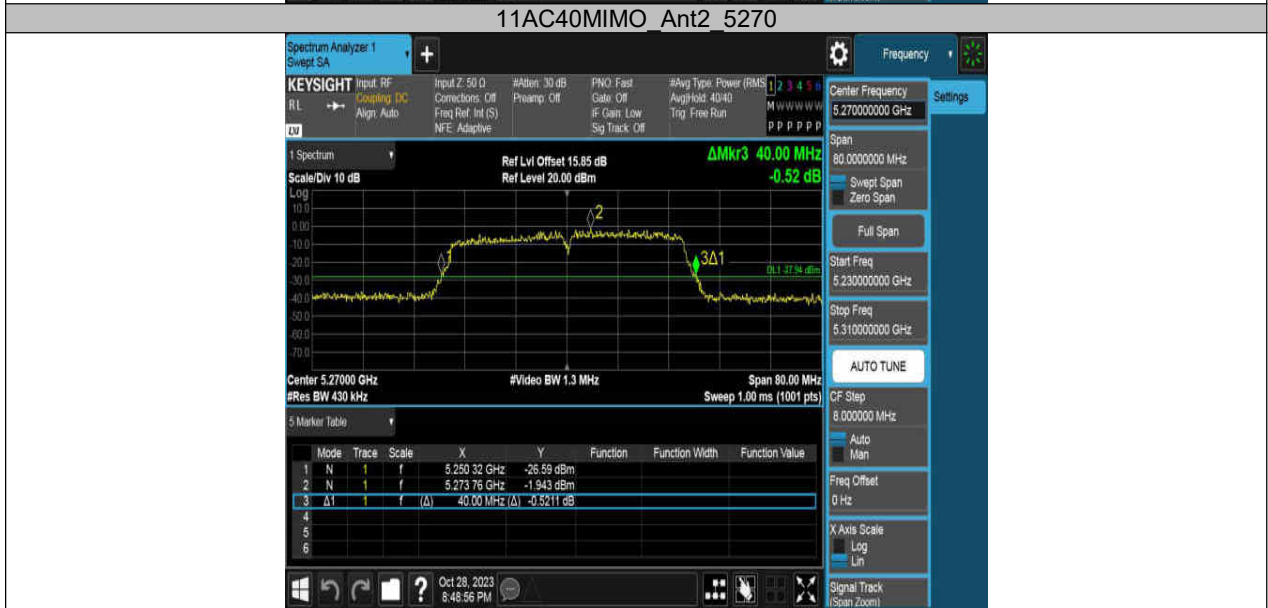 11AC40MIMO_Ant2_5270
Spectrum Analyzer 1
Swept SA
+
Frequency
KEYSIGHT
RL
LXI
Input: RF
Coupling: DC
Align: Auto
Input Z: 50 Ω
Corrections: Off
Freq Ref: Int (S)
NFE: Adaptive
#Atten: 30 dB
Preamp: Off
PNO: Fast
Gate: Off
IF Gain: Low
Sig Track: Off
#Avg Type: Power (RMS
Avg|Hold: 40/40
Trig: Free Run
1 2 3 4 5 6
M W W W W W
P P P P P P
Center Frequency
5.270000000 GHz
Settings
1 Spectrum
Scale/Div 10 dB
Ref Lvl Offset 15.85 dB
Ref Level 20.00 dBm
ΔMkr3 40.00 MHz
-0.52 dB
Span
80.0000000 MHz
Swept Span
Zero Span
Full Span
Log
10.0
0.00
-10.0
-20.0
-30.0
-40.0
-50.0
-60.0
-70.0
1
2
3Δ1
Start Freq
5.230000000 GHz
Stop Freq
5.310000000 GHz
AUTO TUNE
Center 5.27000 GHz
#Res BW 430 kHz
#Video BW 1.3 MHz
Span 80.00 MHz
Sweep 1.00 ms (1001 pts)
CF Step
8.000000 MHz
Auto
Man
5 Marker Table
Mode Trace Scale X Y Function Function Width Function Value
1 N 1 f 5.250 32 GHz -26.59 dBm
2 N 1 f 5.273 76 GHz -1.943 dBm
3 Δ1 1 f (Δ) 40.00 MHz (Δ) -0.5211 dB
4
5
6
Freq Offset
0 Hz
X Axis Scale
Log
Lin
Signal Track
(Span Zoom)
?
Oct 28, 2023
8:48:56 PM